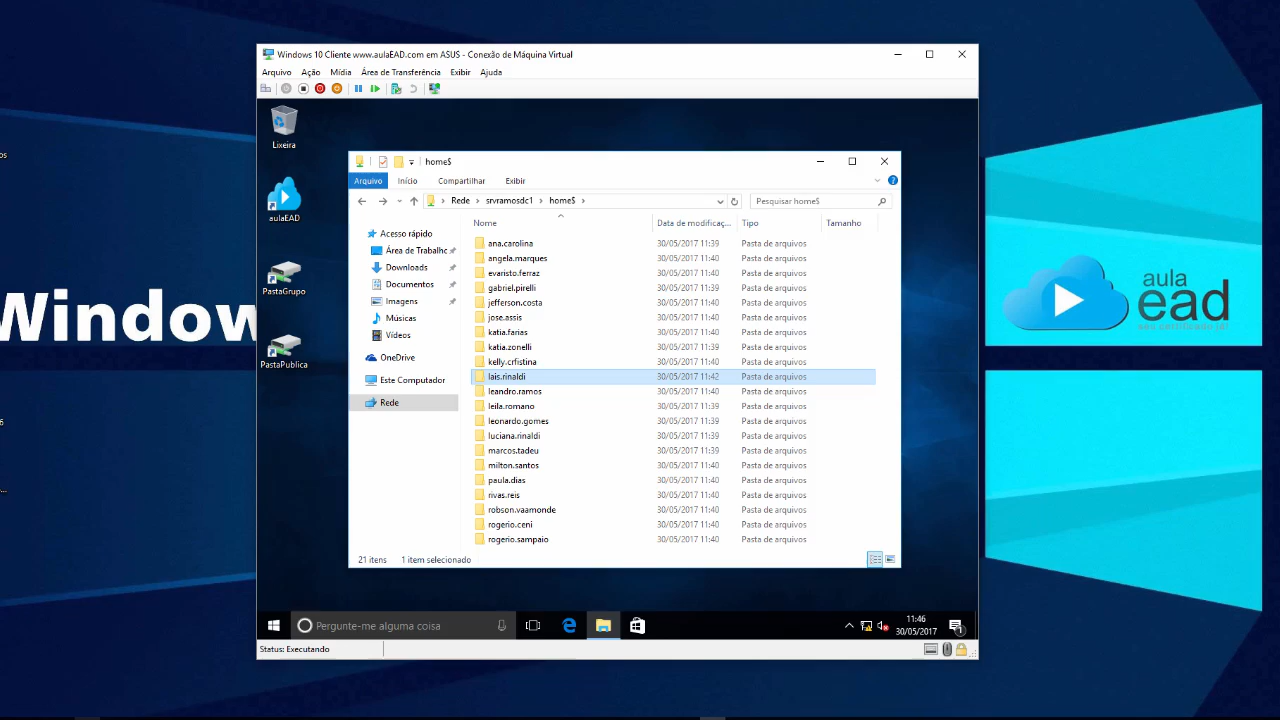 Windows 10 Cliente www.aulaEAD.com em ASUS - Conexão de Máquina Virtual
Arquivo Ação Mídia Área de Transferência Exibir Ajuda
Lixeira
aulaEAD
PastaGrupo
PastaPublica
home$
Arquivo Início Compartilhar Exibir
Rede srvramosdc1 home$
Pesquisar home$
Acesso rápido
Área de Trabalho
Downloads
Documentos
Imagens
Músicas
Vídeos
OneDrive
Este Computador
Rede
Nome Data de modificaç... Tipo Tamanho
ana.carolina 30/05/2017 11:39 Pasta de arquivos
angela.marques 30/05/2017 11:40 Pasta de arquivos
evaristo.ferraz 30/05/2017 11:40 Pasta de arquivos
gabriel.pirelli 30/05/2017 11:40 Pasta de arquivos
jefferson.costa 30/05/2017 11:40 Pasta de arquivos
jose.assis 30/05/2017 11:40 Pasta de arquivos
katia.farias 30/05/2017 11:40 Pasta de arquivos
katia.zonelli 30/05/2017 11:39 Pasta de arquivos
kelly.crfistina 30/05/2017 11:40 Pasta de arquivos
lais.rinaldi 30/05/2017 11:42 Pasta de arquivos
leandro.ramos 30/05/2017 11:40 Pasta de arquivos
leila.romano 30/05/2017 11:39 Pasta de arquivos
leonardo.gomes 30/05/2017 11:39 Pasta de arquivos
luciana.rinaldi 30/05/2017 11:39 Pasta de arquivos
marcos.tadeu 30/05/2017 11:39 Pasta de arquivos
milton.santos 30/05/2017 11:40 Pasta de arquivos
paula.dias 30/05/2017 11:40 Pasta de arquivos
rivas.reis 30/05/2017 11:40 Pasta de arquivos
robson.vaamonde 30/05/2017 11:40 Pasta de arquivos
rogerio.ceni 30/05/2017 11:40 Pasta de arquivos
rogerio.sampaio 30/05/2017 11:40 Pasta de arquivos
21 itens 1 item selecionado
Pergunte-me alguma coisa
11:46
30/05/2017
1
Status: Executando
Window
aula
ead
seu certificado já!